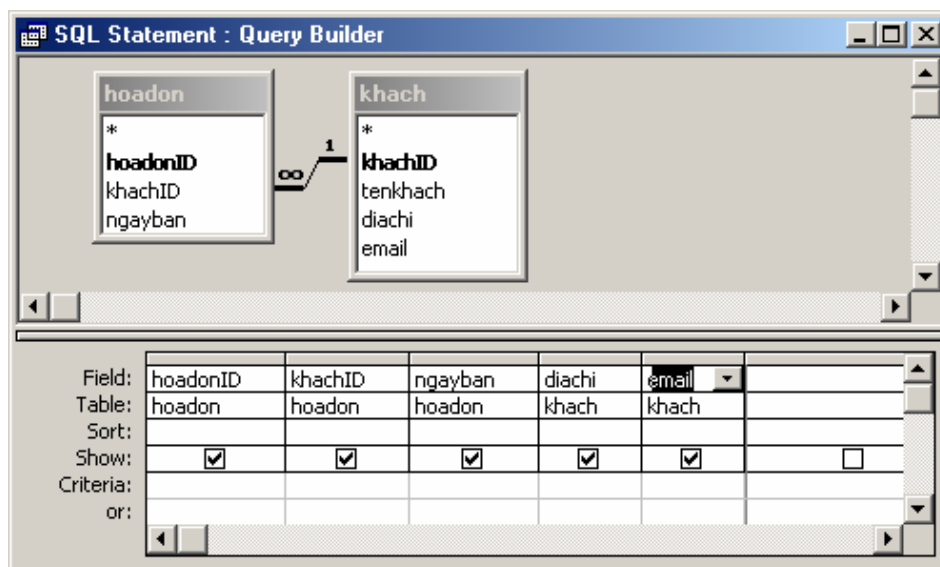 SQL Statement : Query Builder
hoadon
*
hoadonID
khachID
ngayban
∞
1
khach
*
khachID
tenkhach
diachi
email
Field: hoadonID khachID ngayban diachi email
Table: hoadon hoadon hoadon khach khach
Sort:
Show:
Criteria:
or: